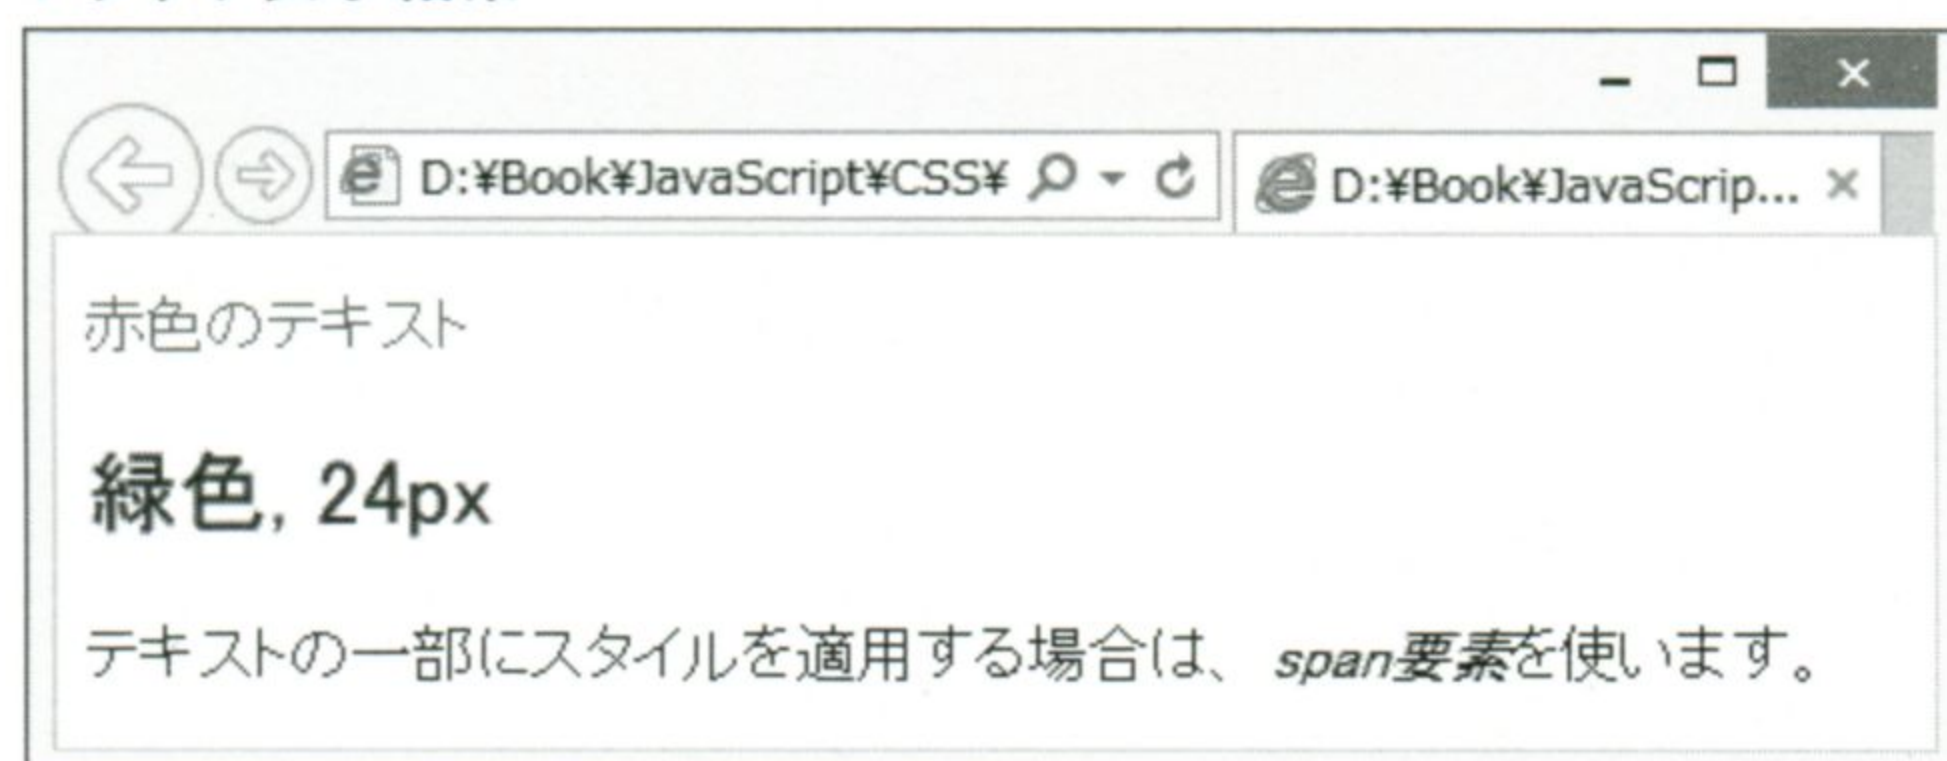 D:¥Book¥JavaScript¥CSS¥
D:¥Book¥JavaScrip...
赤色のテキスト
緑色, 24px
テキストの一部にスタイルを適用する場合は、span要素を使います。